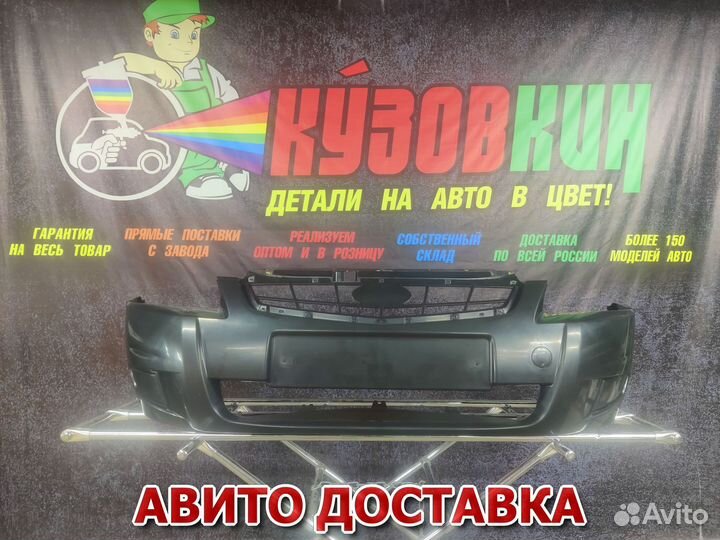 КУЗОВКИН
ДЕТАЛИ НА АВТО В ЦВЕТ!
ГАРАНТИЯ
НА ВЕСЬ ТОВАР
ПРЯМЫЕ ПОСТАВКИ
С ЗАВОДА
РЕАЛИЗУЕМ
ОПТОМ И В РОЗНИЦУ
СОБСТВЕННЫЙ
СКЛАД
ДОСТАВКА
ПО ВСЕЙ РОССИИ
БОЛЕЕ 150
МОДЕЛЕЙ АВТО
АВИТО ДОСТАВКА
Avito